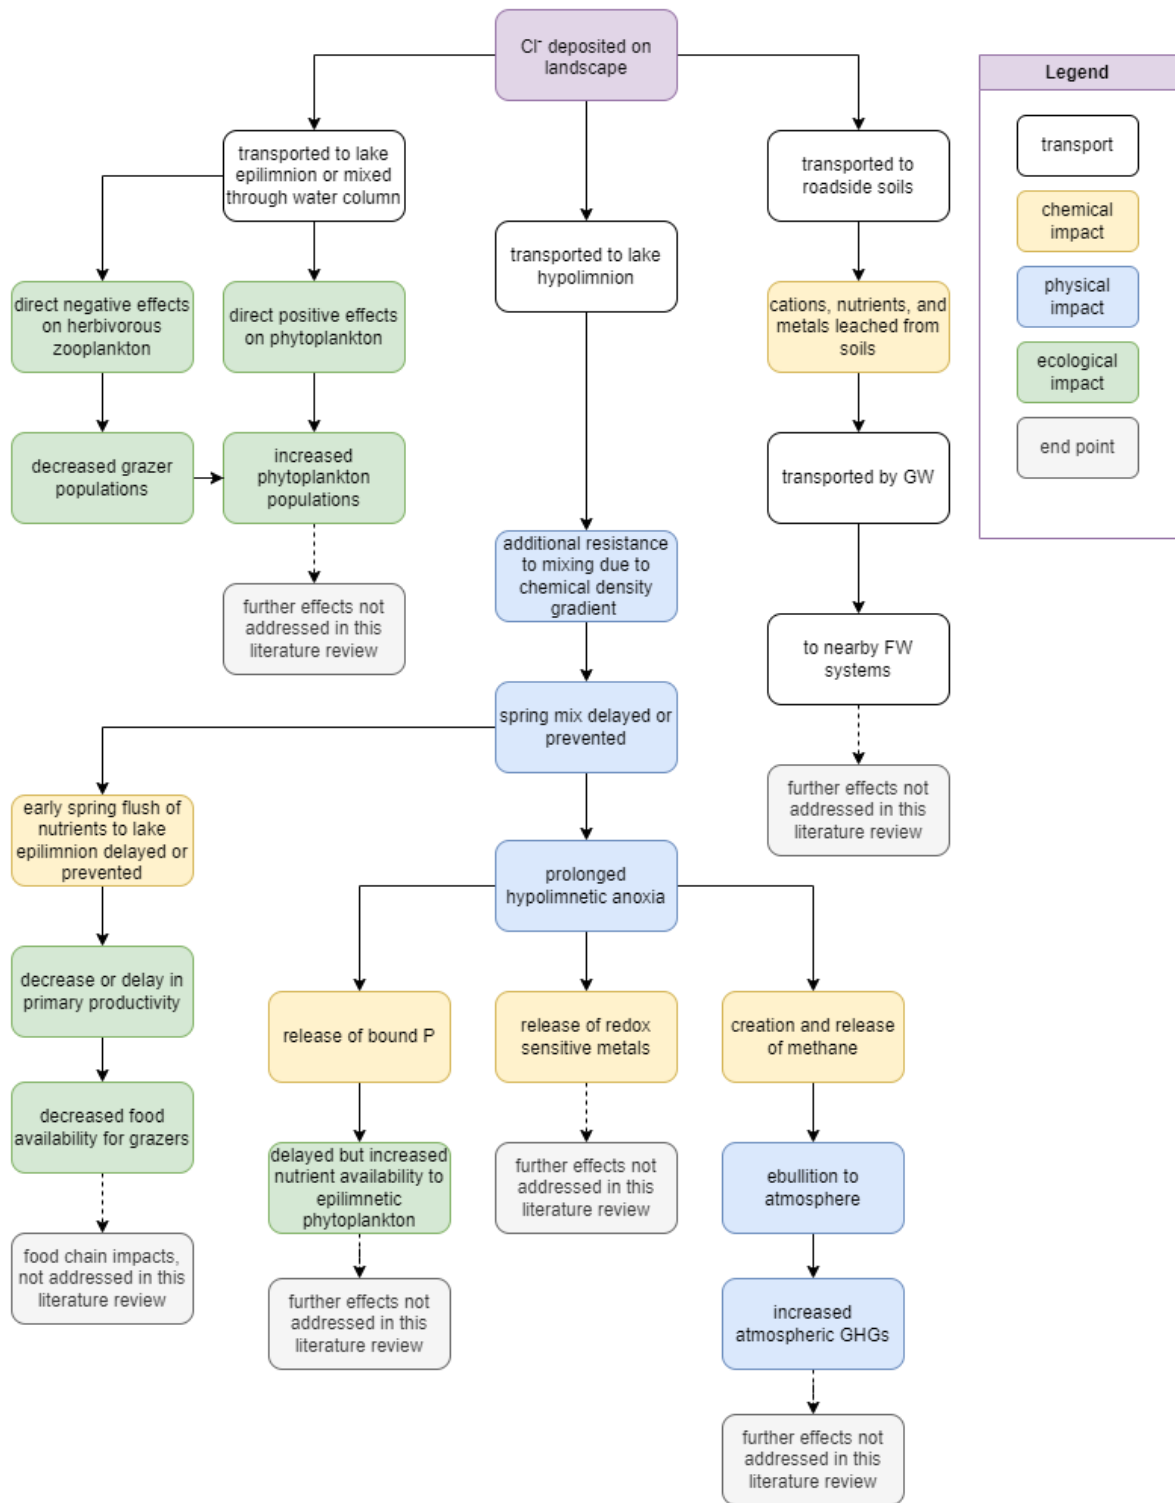 Cl⁻ deposited on
landscape
Legend
transport
chemical
impact
physical
impact
ecological
impact
end point
transported to lake
epilimnion or mixed
through water column
transported to
roadside soils
transported to lake
hypolimnion
direct negative effects
on herbivorous
zooplankton
direct positive effects
on phytoplankton
cations, nutrients, and
metals leached from
soils
decreased grazer
populations
increased
phytoplankton
populations
transported by GW
additional resistance
to mixing due to
chemical density
gradient
further effects not
addressed in this
literature review
to nearby FW
systems
spring mix delayed or
prevented
further effects not
addressed in this
literature review
early spring flush of
nutrients to lake
epilimnion delayed or
prevented
prolonged
hypolimnetic anoxia
decrease or delay in
primary productivity
release of bound P
release of redox
sensitive metals
creation and release
of methane
decreased food
availability for grazers
delayed but increased
nutrient availability to
epilimnetic
phytoplankton
further effects not
addressed in this
literature review
ebullition to
atmosphere
food chain impacts,
not addressed in this
literature review
further effects not
addressed in this
literature review
increased
atmospheric GHGs
further effects not
addressed in this
literature review